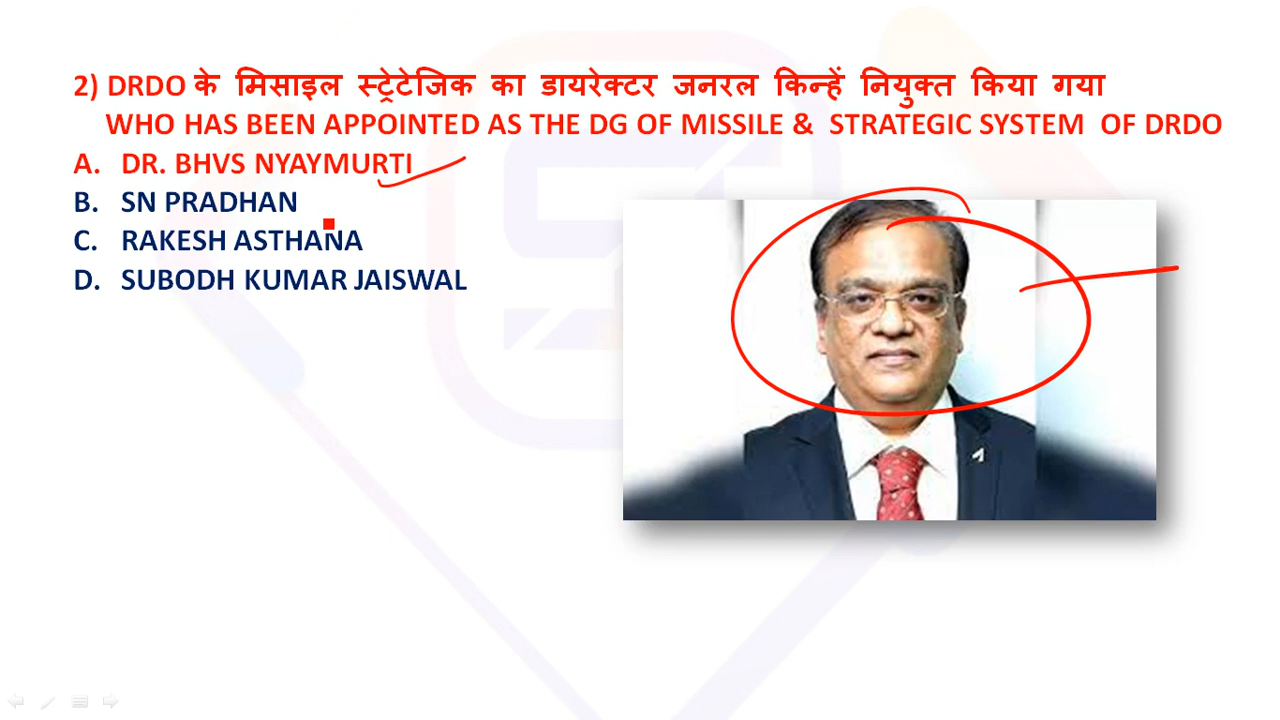 2) DRDO के मिसाइल स्ट्रेटेजिक का डायरेक्टर जनरल किन्हें नियुक्त किया गया
WHO HAS BEEN APPOINTED AS THE DG OF MISSILE & STRATEGIC SYSTEM OF DRDO
A. DR. BHVS NYAYMURTI
B. SN PRADHAN
C. RAKESH ASTHANA
D. SUBODH KUMAR JAISWAL